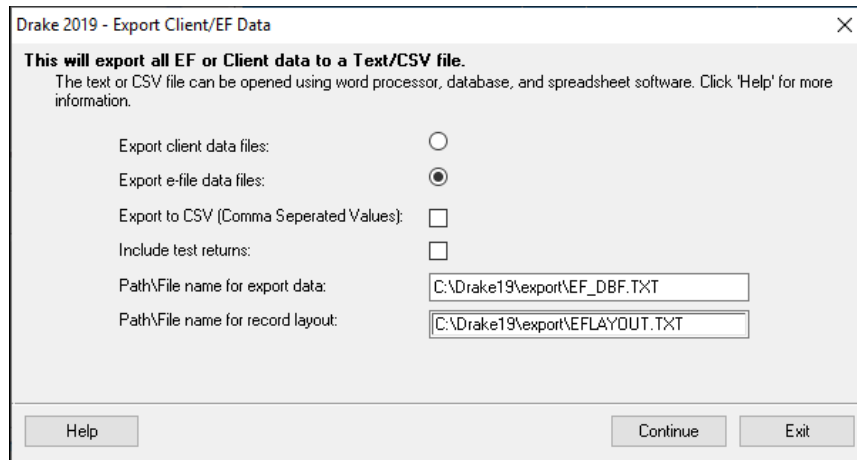 Drake 2019 - Export Client/EF Data
This will export all EF or Client data to a Text/CSV file.
The text or CSV file can be opened using word processor, database, and spreadsheet software. Click 'Help' for more
information.
Export client data files:
Export e-file data files:
Export to CSV (Comma Seperated Values):
Include test returns:
Path\File name for export data: C:\Drake19\export\EF_DBF.TXT
Path\File name for record layout: C:\Drake19\export\EFLAYOUT.TXT
Help Continue Exit